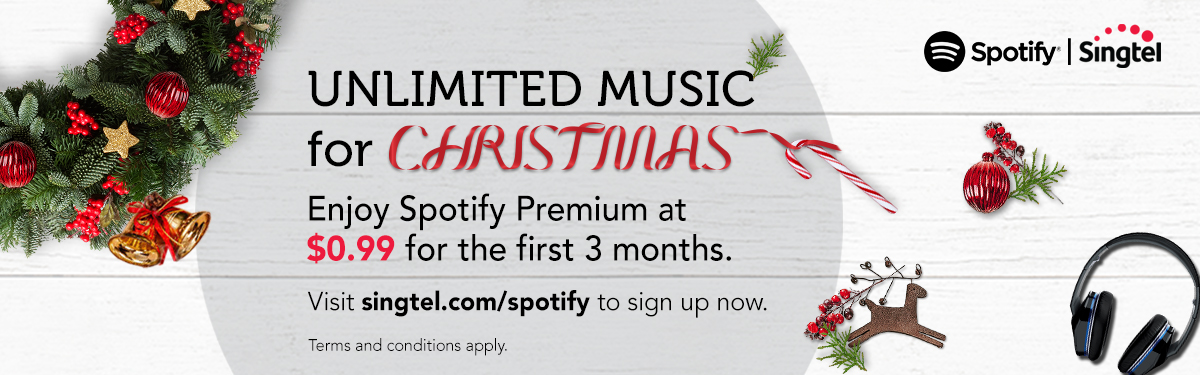 Spotify® | Singtel
UNLIMITED MUSIC
for CHRISTMAS
Enjoy Spotify Premium at
$0.99 for the first 3 months.
Visit singtel.com/spotify to sign up now.
Terms and conditions apply.